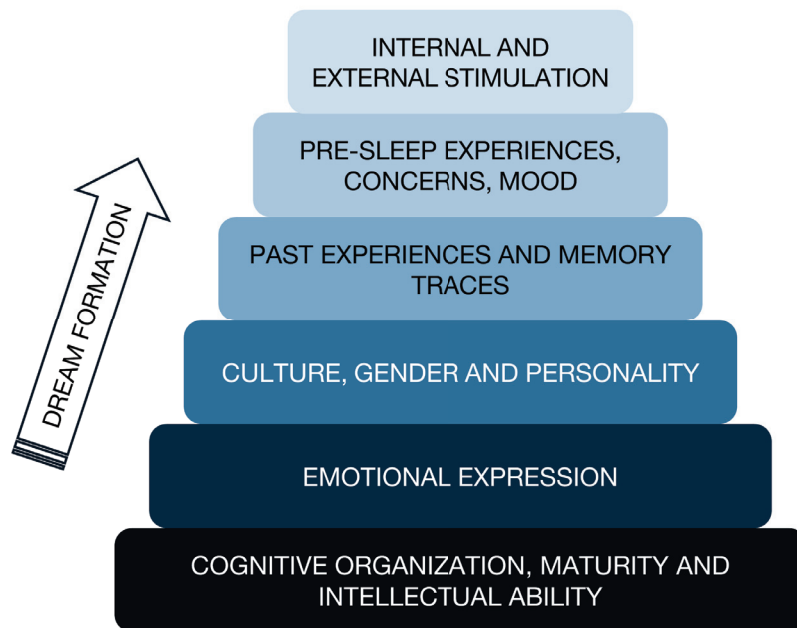 INTERNAL AND
EXTERNAL STIMULATION
PRE-SLEEP EXPERIENCES,
CONCERNS, MOOD
PAST EXPERIENCES AND MEMORY
TRACES
CULTURE, GENDER AND PERSONALITY
EMOTIONAL EXPRESSION
COGNITIVE ORGANIZATION, MATURITY AND
INTELLECTUAL ABILITY
DREAM FORMATION